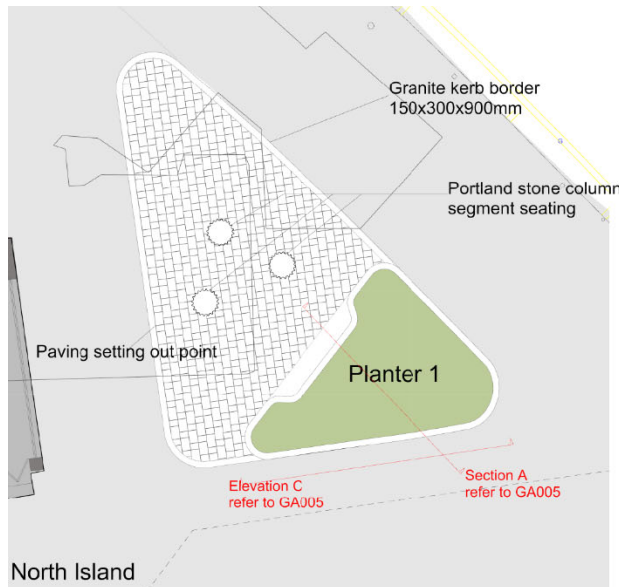 Granite kerb border
150x300x900mm
Portland stone column
segment seating
Paving setting out point
Planter 1
Elevation C
refer to GA005
Section A
refer to GA005
North Island